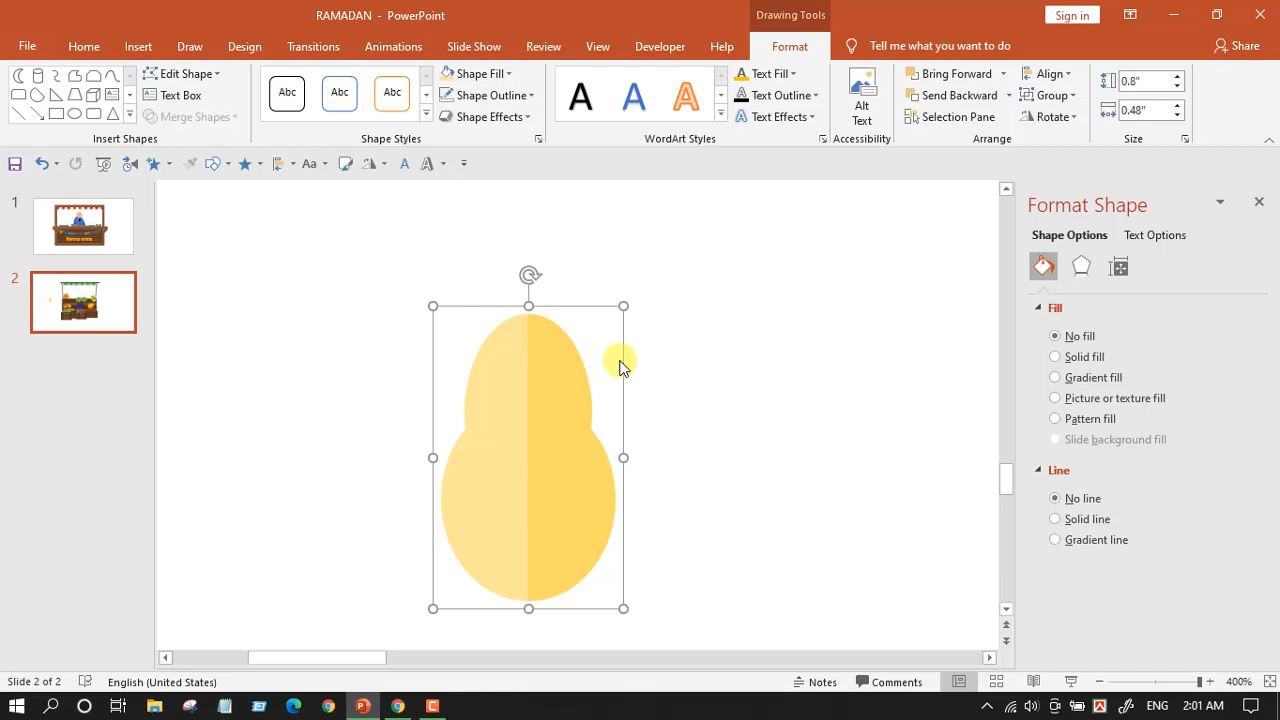 RAMADAN - PowerPoint
Drawing Tools
Sign in
File Home Insert Draw Design Transitions Animations Slide Show Review View Developer Help Format Tell me what you want to do Share
Edit Shape
Text Box
Merge Shapes
Insert Shapes
Abc Abc Abc
Shape Fill
Shape Outline
Shape Effects
Shape Styles
A A A
Text Fill
Text Outline
Text Effects
WordArt Styles
Alt
Text
Accessibility
Bring Forward
Send Backward
Selection Pane
Align
Group
Rotate
Arrange
0.8"
0.48"
Size
Aa A A
1
2
Format Shape
Shape Options Text Options
Fill
No fill
Solid fill
Gradient fill
Picture or texture fill
Pattern fill
Slide background fill
Line
No line
Solid line
Gradient line
Slide 2 of 2 English (United States) Notes Comments 400%
ENG 2:01 AM